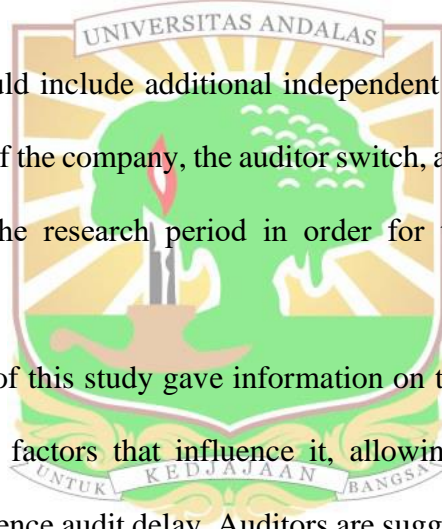 UNIVERSITAS ANDALAS
include additional independent
of the company, the auditor switch,
he research period in order for
of this study gave information on
factors that influence it, allowin
UNTUK KEDJAJAAN BANGSA
ence audit delay. Auditors are sugg